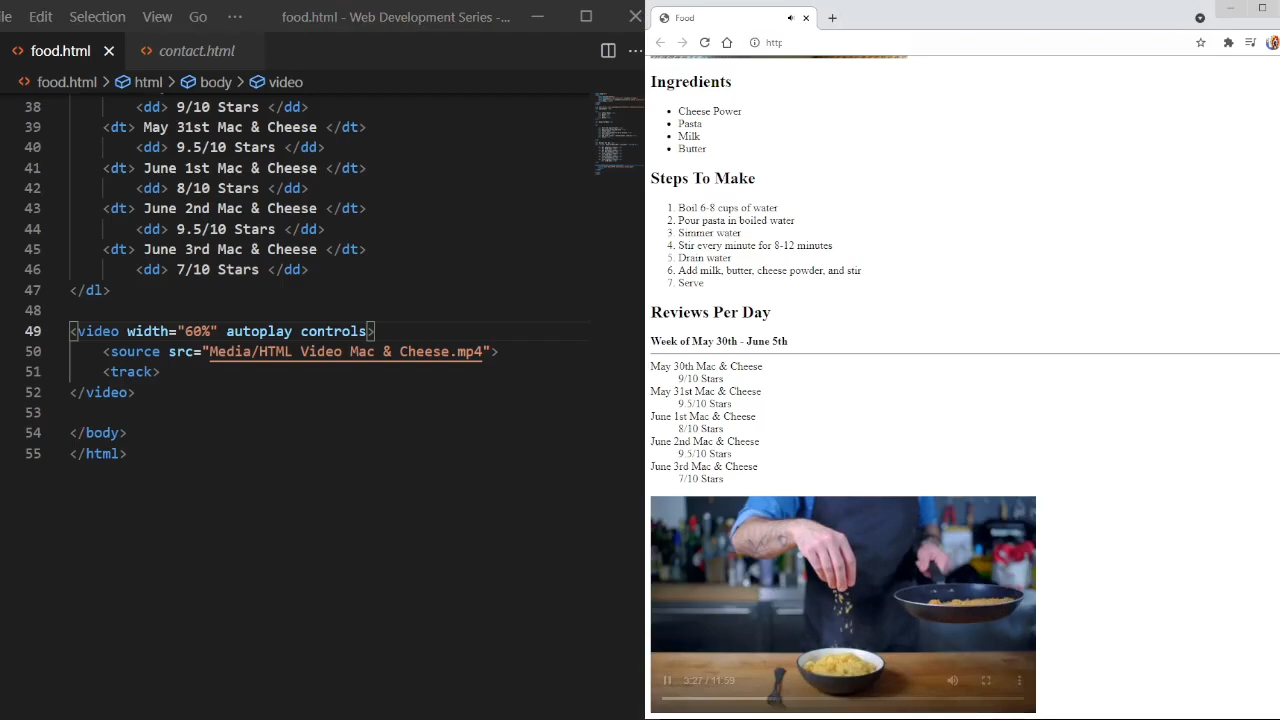 Edit Selection View Go ··· food.html - Web Development Series -...
food.html
contact.html
food.html > html > body > video
38 <dd> 9/10 Stars </dd>
39 <dt> May 31st Mac & Cheese </dt>
40 <dd> 9.5/10 Stars </dd>
41 <dt> June 1st Mac & Cheese </dt>
42 <dd> 8/10 Stars </dd>
43 <dt> June 2nd Mac & Cheese </dt>
44 <dd> 9.5/10 Stars </dd>
45 <dt> June 3rd Mac & Cheese </dt>
46 <dd> 7/10 Stars </dd>
47 </dl>
48
49 <video width="60%" autoplay controls>
50 <source src="Media/HTML Video Mac & Cheese.mp4">
51 <track>
52 </video>
53
54 </body>
55 </html>
Food
http
Ingredients
Cheese Power
Pasta
Milk
Butter
Steps To Make
1. Boil 6-8 cups of water
2. Pour pasta in boiled water
3. Simmer water
4. Stir every minute for 8-12 minutes
5. Drain water
6. Add milk, butter, cheese powder, and stir
7. Serve
Reviews Per Day
Week of May 30th - June 5th
May 30th Mac & Cheese
9/10 Stars
May 31st Mac & Cheese
9.5/10 Stars
June 1st Mac & Cheese
8/10 Stars
June 2nd Mac & Cheese
9.5/10 Stars
June 3rd Mac & Cheese
7/10 Stars
3:27 / 11:59